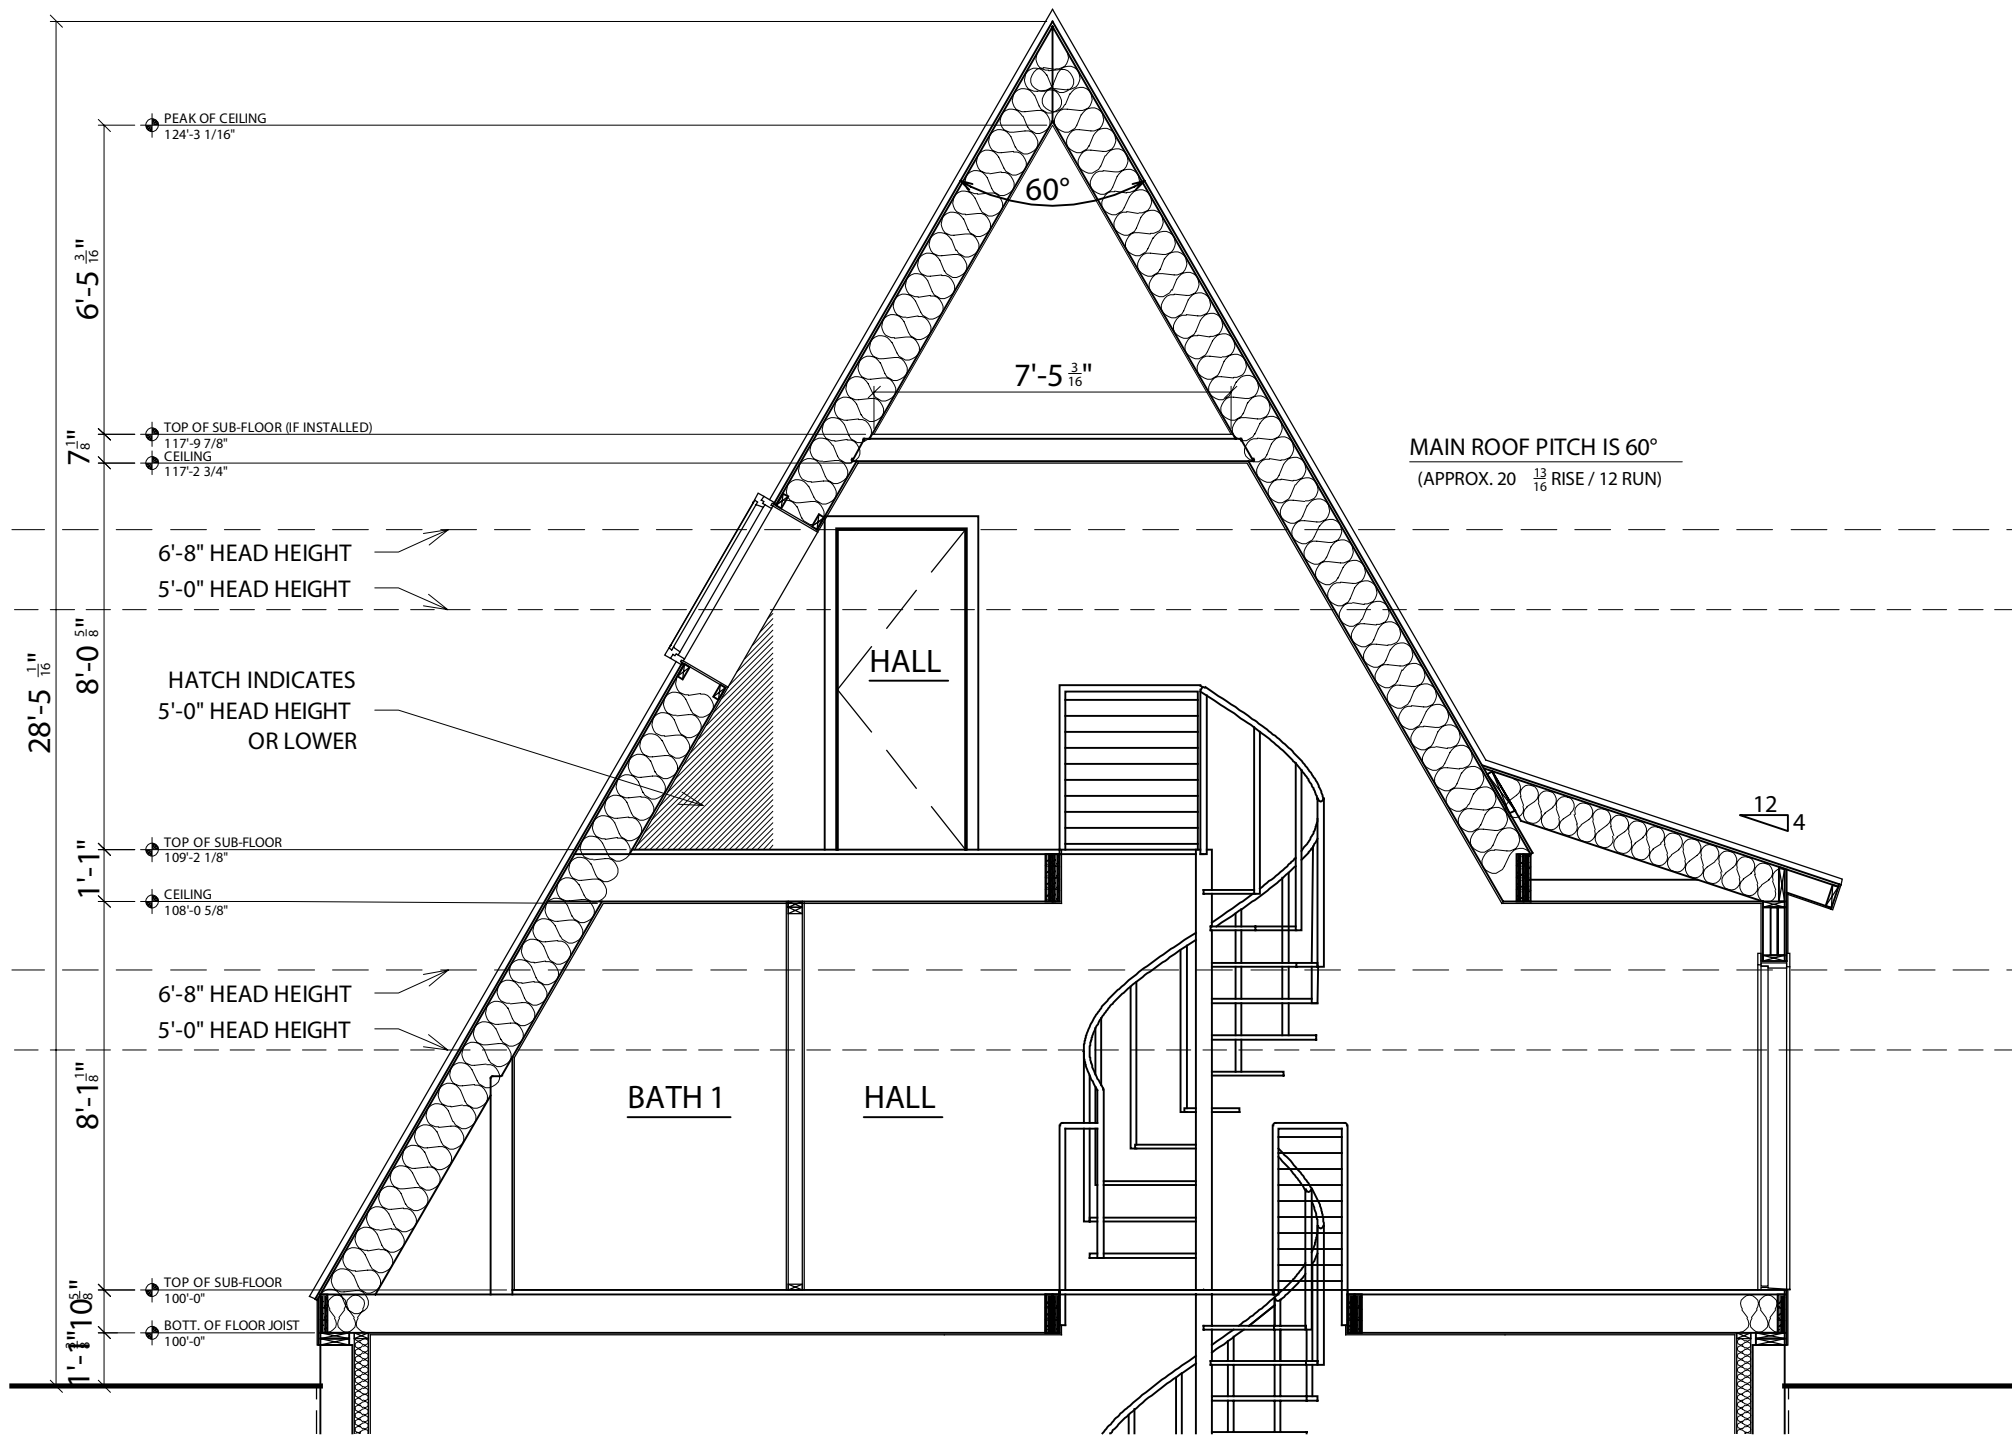 PEAK OF CEILING
124'-3 1/16"
60°
6'-5 3/16"
7'-5 3/16"
TOP OF SUB-FLOOR (IF INSTALLED)
117'-9 7/8"
7 1/8"
CEILING
117'-2 3/4"
MAIN ROOF PITCH IS 60°
(APPROX. 20 13/16 RISE / 12 RUN)
6'-8" HEAD HEIGHT
5'-0" HEAD HEIGHT
8'-0 5/8"
28'-5 1/16"
HALL
HATCH INDICATES
5'-0" HEAD HEIGHT
OR LOWER
12
4
TOP OF SUB-FLOOR
109'-2 1/8"
1'-1"
CEILING
108'-0 5/8"
6'-8" HEAD HEIGHT
5'-0" HEAD HEIGHT
8'-1 1/8"
BATH 1
HALL
TOP OF SUB-FLOOR
100'-0"
10 5/8"
BOTT. OF FLOOR JOIST
100'-0"